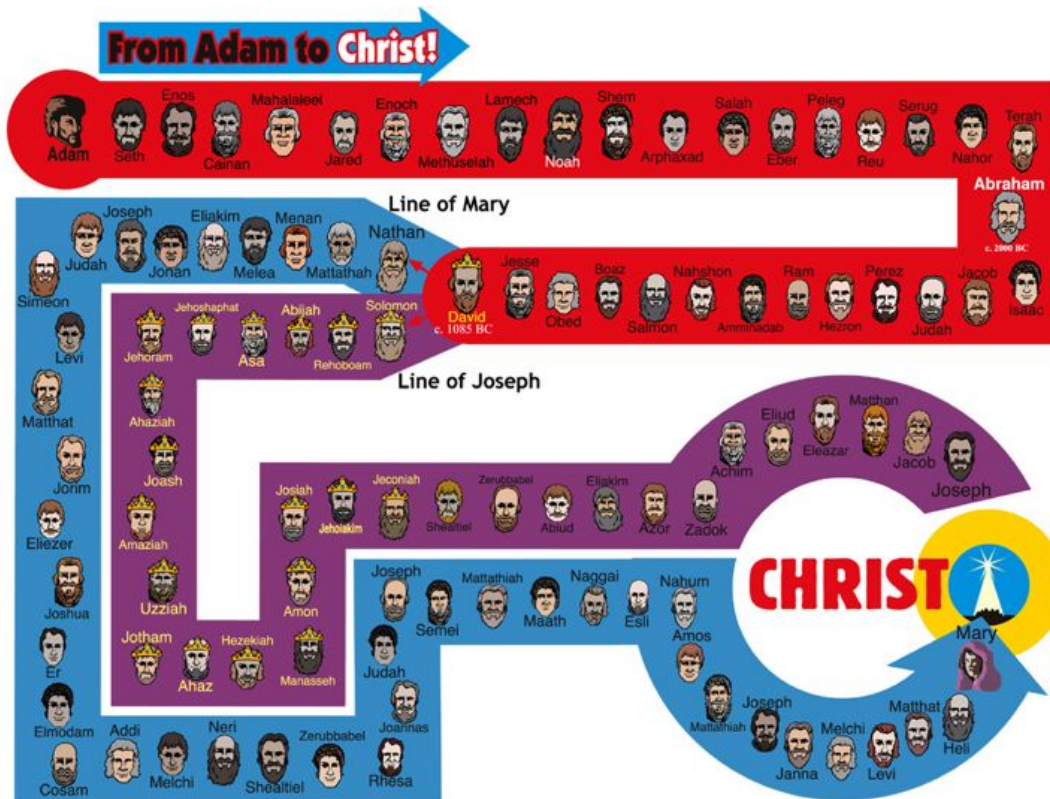 From Adam to Christ!
Adam
Seth
Enos
Cainan
Mahalaleel
Jared
Enoch
Methuselah
Lamech
Noah
Shem
Arphaxad
Salah
Eber
Peleg
Reu
Serug
Nahor
Terah
Abraham
c. 2000 BC
Isaac
Jacob
Judah
Perez
Hezron
Ram
Amminadab
Nahshon
Salmon
Boaz
Obed
Jesse
David
c. 1085 BC
Line of Mary
Nathan
Mattathah
Menan
Melea
Eliakim
Jonan
Joseph
Judah
Simeon
Levi
Matthat
Jorim
Eliezer
Joshua
Er
Elmodam
Cosam
Addi
Melchi
Neri
Shealtiel
Zerubbabel
Rhesa
Joannas
Judah
Joseph
Semei
Mattathiah
Maath
Naggai
Esli
Nahum
Amos
Mattathiah
Joseph
Janna
Melchi
Levi
Matthat
Heli
Mary
Line of Joseph
Solomon
Rehoboam
Abijah
Asa
Jehoshaphat
Jehoram
Ahaziah
Joash
Amaziah
Uzziah
Jotham
Ahaz
Hezekiah
Manasseh
Amon
Josiah
Jehoiakim
Jeconiah
Shealtiel
Zerubbabel
Abiud
Eliakim
Azor
Zadok
Achim
Eliud
Eleazar
Matthan
Jacob
Joseph
CHRIST